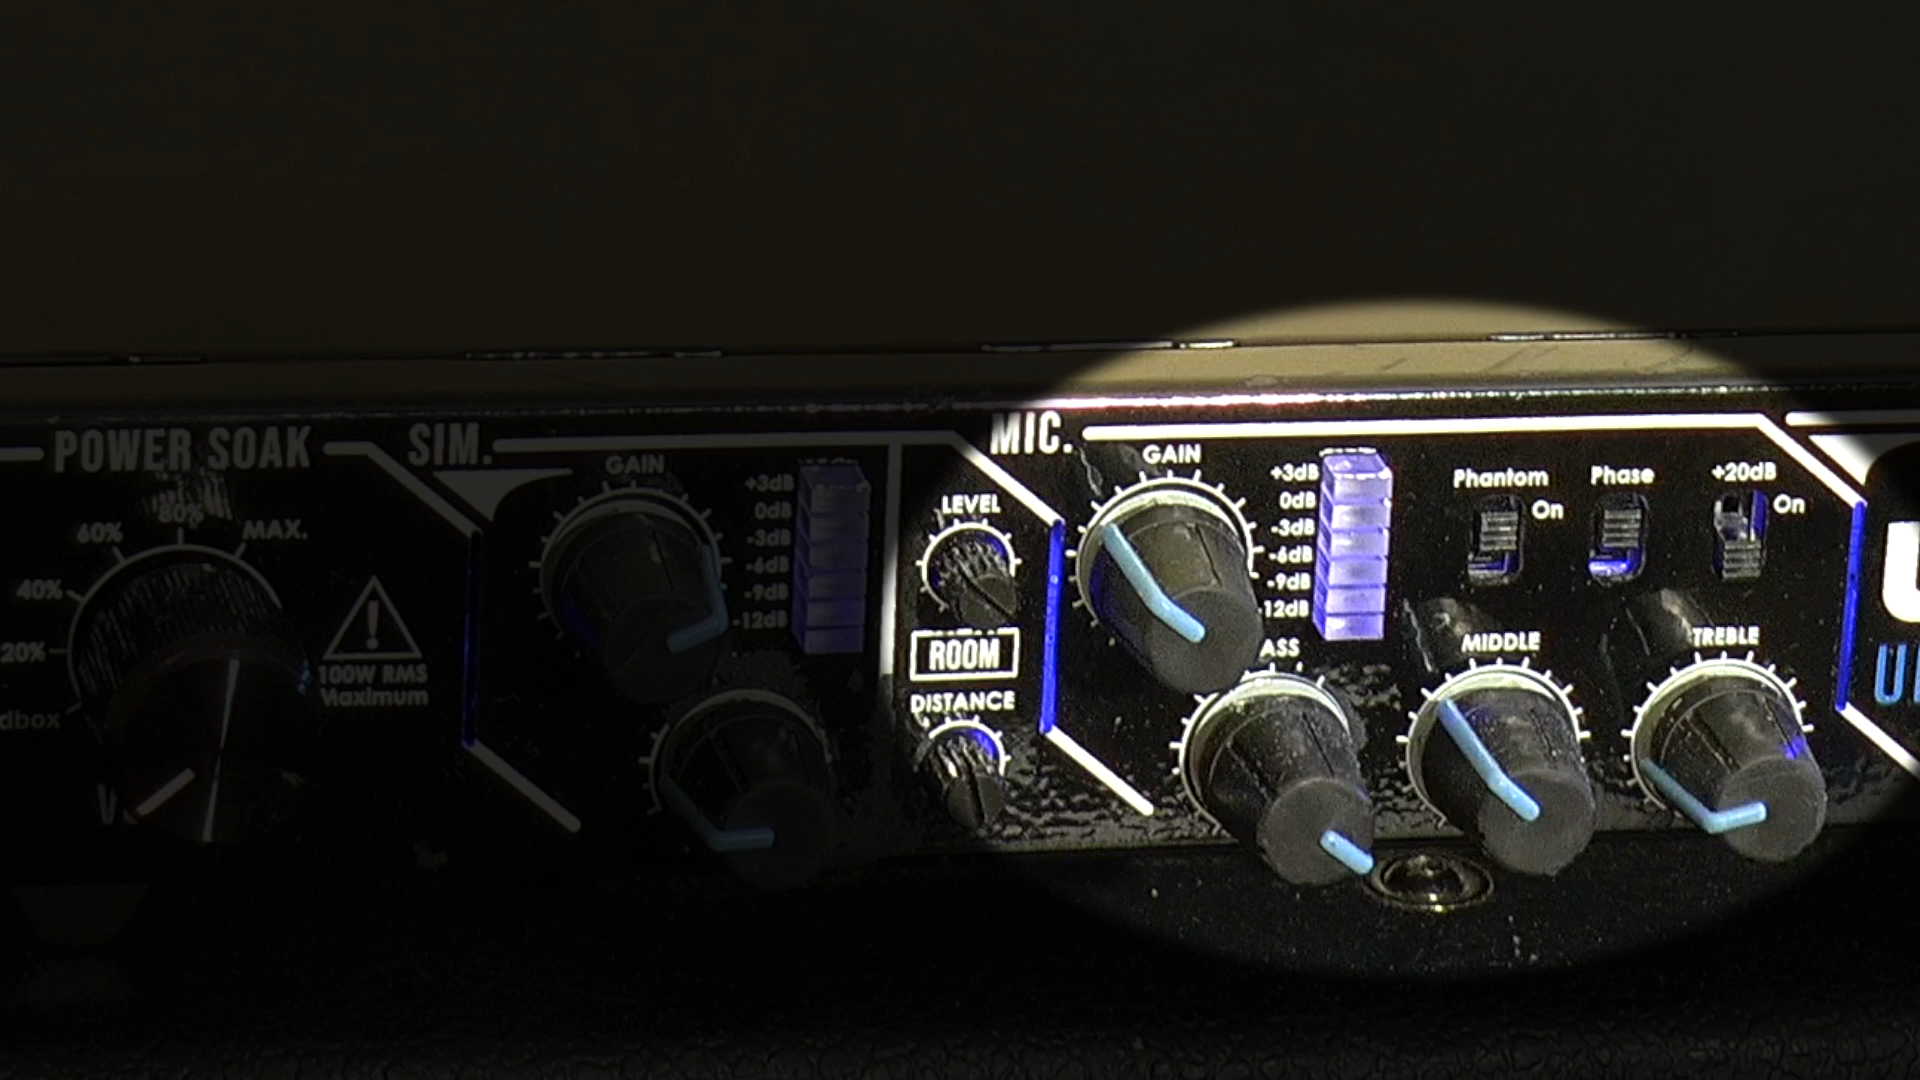 POWER SOAK
60%
80%
MAX.
40%
20%
dbox
100W RMS
Maximum
SIM.
GAIN
+3dB
0dB
-3dB
-6dB
-9dB
-12dB
LEVEL
ROOM
DISTANCE
MIC.
GAIN
+3dB
0dB
-3dB
-6dB
-9dB
12dB
Phantom
On
Phase
+20dB
On
ASS
MIDDLE
TREBLE